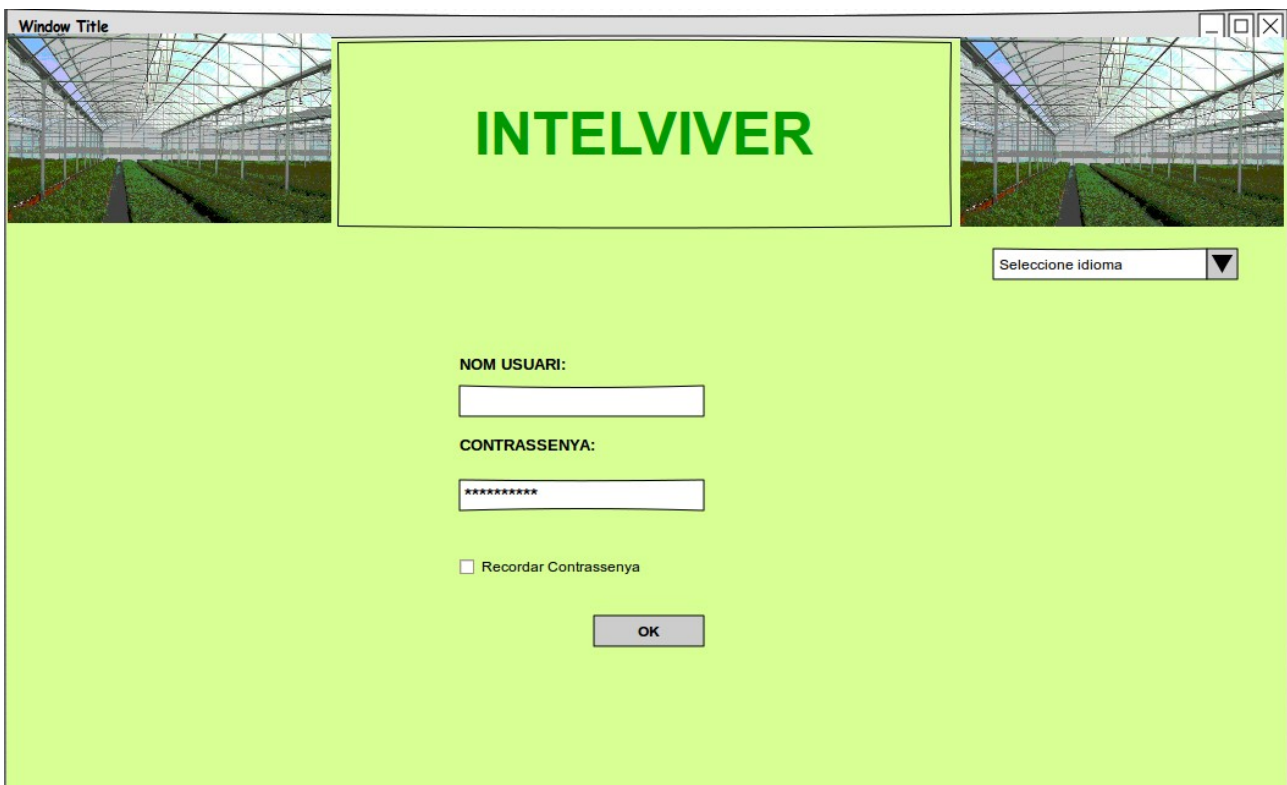 Window Title
INTELVIVER
Seleccione idioma
NOM USUARI:
CONTRASSENYA:
**********
Recordar Contrassenya
OK